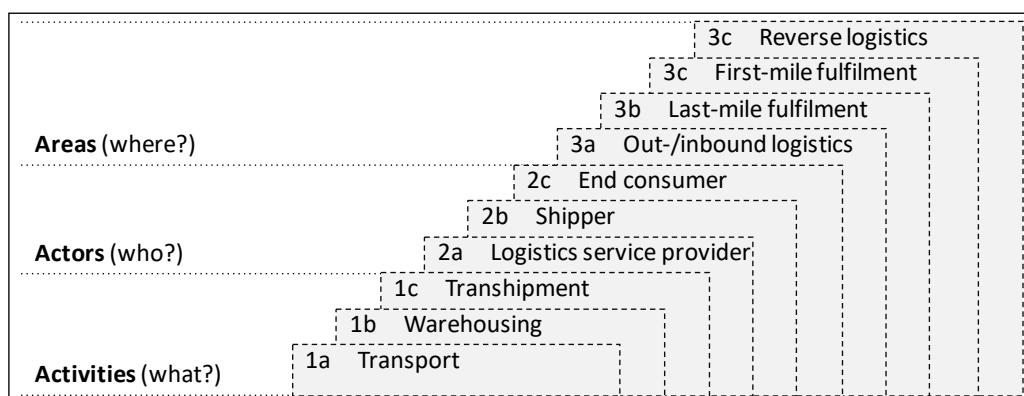 3c Reverse logistics
3c First-mile fulfilment
3b Last-mile fulfilment
Areas (where?) 3a Out-/inbound logistics
2c End consumer
2b Shipper
Actors (who?) 2a Logistics service provider
1c Transhipment
1b Warehousing
Activities (what?) 1a Transport